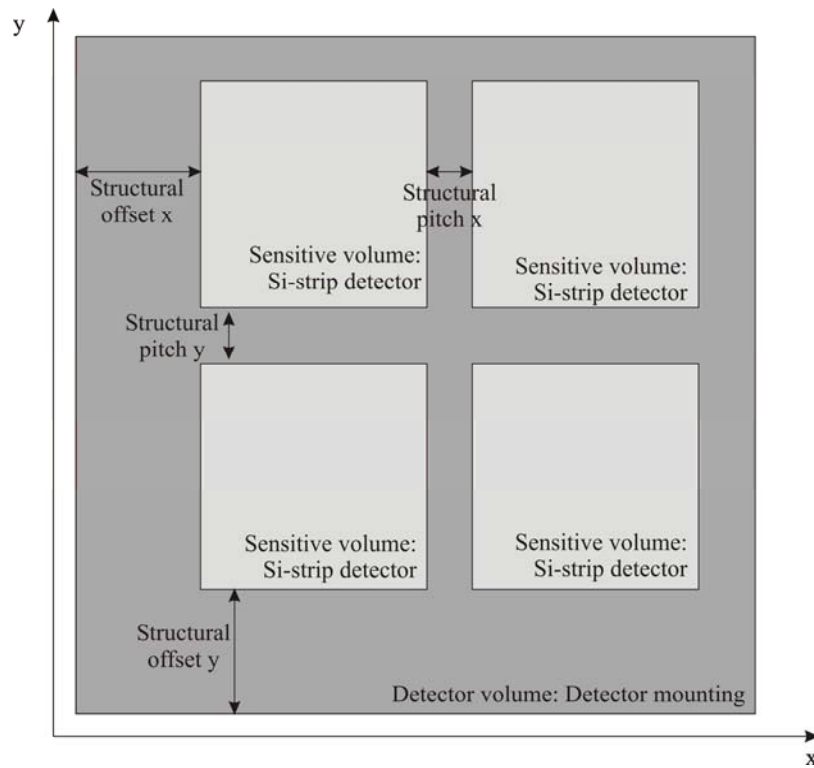 y
Structural
offset x
Structural
pitch x
Sensitive volume:
Si-strip detector
Sensitive volume:
Si-strip detector
Structural
pitch y
Sensitive volume:
Si-strip detector
Sensitive volume:
Si-strip detector
Structural
offset y
Detector volume: Detector mounting
x